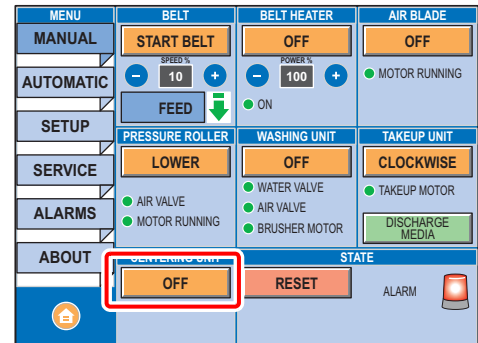 MENU
MANUAL
AUTOMATIC
SETUP
SERVICE
ALARMS
ABOUT
BELT
START BELT
SPEED %
10
FEED
BELT HEATER
OFF
POWER %
100
ON
AIR BLADE
OFF
MOTOR RUNNING
PRESSURE ROLLER
LOWER
AIR VALVE
MOTOR RUNNING
WASHING UNIT
OFF
WATER VALVE
AIR VALVE
BRUSHER MOTOR
TAKEUP UNIT
CLOCKWISE
TAKEUP MOTOR
DISCHARGE
MEDIA
CENTERING UNIT
OFF
STATE
RESET
ALARM